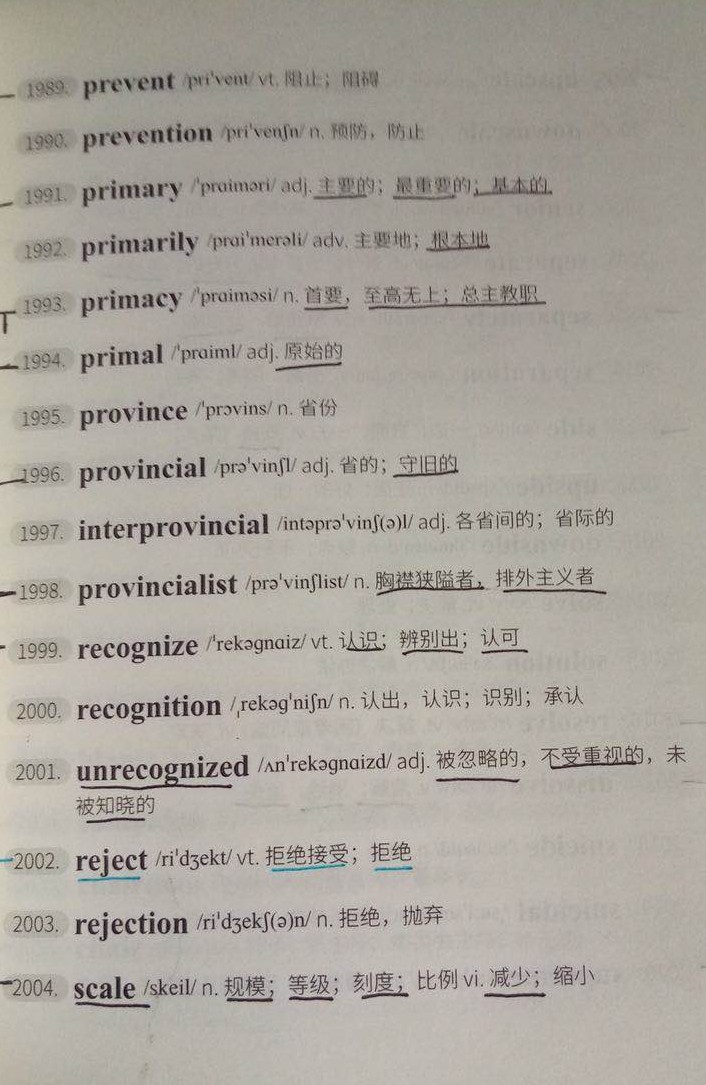 1989. prevent /pri'vent/ vt. 阻止；阻碍
1990. prevention /pri'venʃn/ n. 预防，防止
1991. primary /'praiməri/ adj. 主要的；最重要的；基本的
1992. primarily /prai'merəli/ adv. 主要地；根本地
1993. primacy /'praiməsi/ n. 首要，至高无上；总主教职
1994. primal /'praiml/ adj. 原始的
1995. province /'prɔvins/ n. 省份
1996. provincial /prə'vinʃl/ adj. 省的；守旧的
1997. interprovincial /intəprə'vinʃ(ə)l/ adj. 各省间的；省际的
1998. provincialist /prə'vinʃlist/ n. 胸襟狭隘者，排外主义者
1999. recognize /'rekəgnaiz/ vt. 认识；辨别出；认可
2000. recognition /ˌrekəg'niʃn/ n. 认出，认识；识别；承认
2001. unrecognized /ʌn'rekəgnaizd/ adj. 被忽略的，不受重视的，未
被知晓的
2002. reject /ri'dʒekt/ vt. 拒绝接受；拒绝
2003. rejection /ri'dʒekʃ(ə)n/ n. 拒绝，抛弃
2004. scale /skeil/ n. 规模；等级；刻度；比例 vi. 减少；缩小